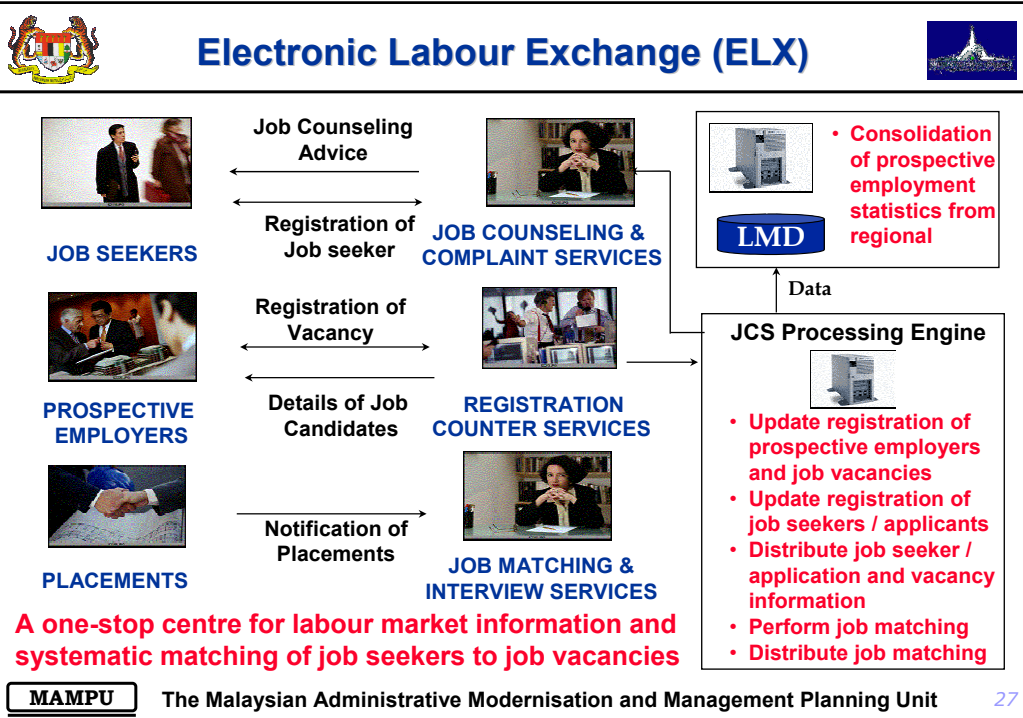 Electronic Labour Exchange (ELX)
Job Counseling
Advice
Registration of
Job seeker
JOB SEEKERS
JOB COUNSELING &
COMPLAINT SERVICES
• Consolidation
of prospective
employment
statistics from
regional
LMD
Data
Registration of
Vacancy
Details of Job
Candidates
PROSPECTIVE
EMPLOYERS
REGISTRATION
COUNTER SERVICES
JCS Processing Engine
• Update registration of
prospective employers
and job vacancies
• Update registration of
job seekers / applicants
• Distribute job seeker /
application and vacancy
information
• Perform job matching
• Distribute job matching
Notification of
Placements
PLACEMENTS
JOB MATCHING &
INTERVIEW SERVICES
A one-stop centre for labour market information and
systematic matching of job seekers to job vacancies
MAMPU
The Malaysian Administrative Modernisation and Management Planning Unit
27